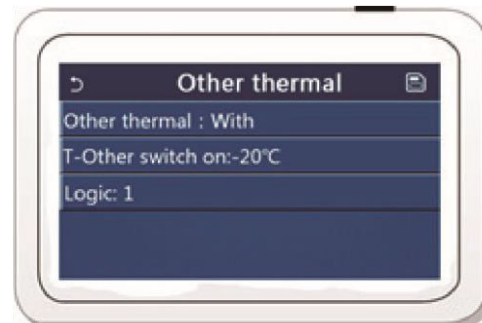 Other thermal
Other thermal : With
T-Other switch on:-20℃
Logic: 1